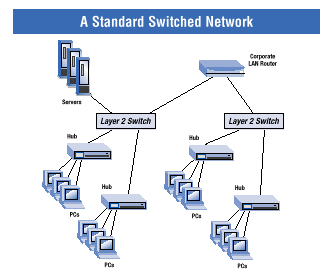 A Standard Switched Network
Corporate
LAN Router
Servers
Layer 2 Switch
Layer 2 Switch
Hub
Hub
PCs
PCs
Hub
Hub
PCs
PCs